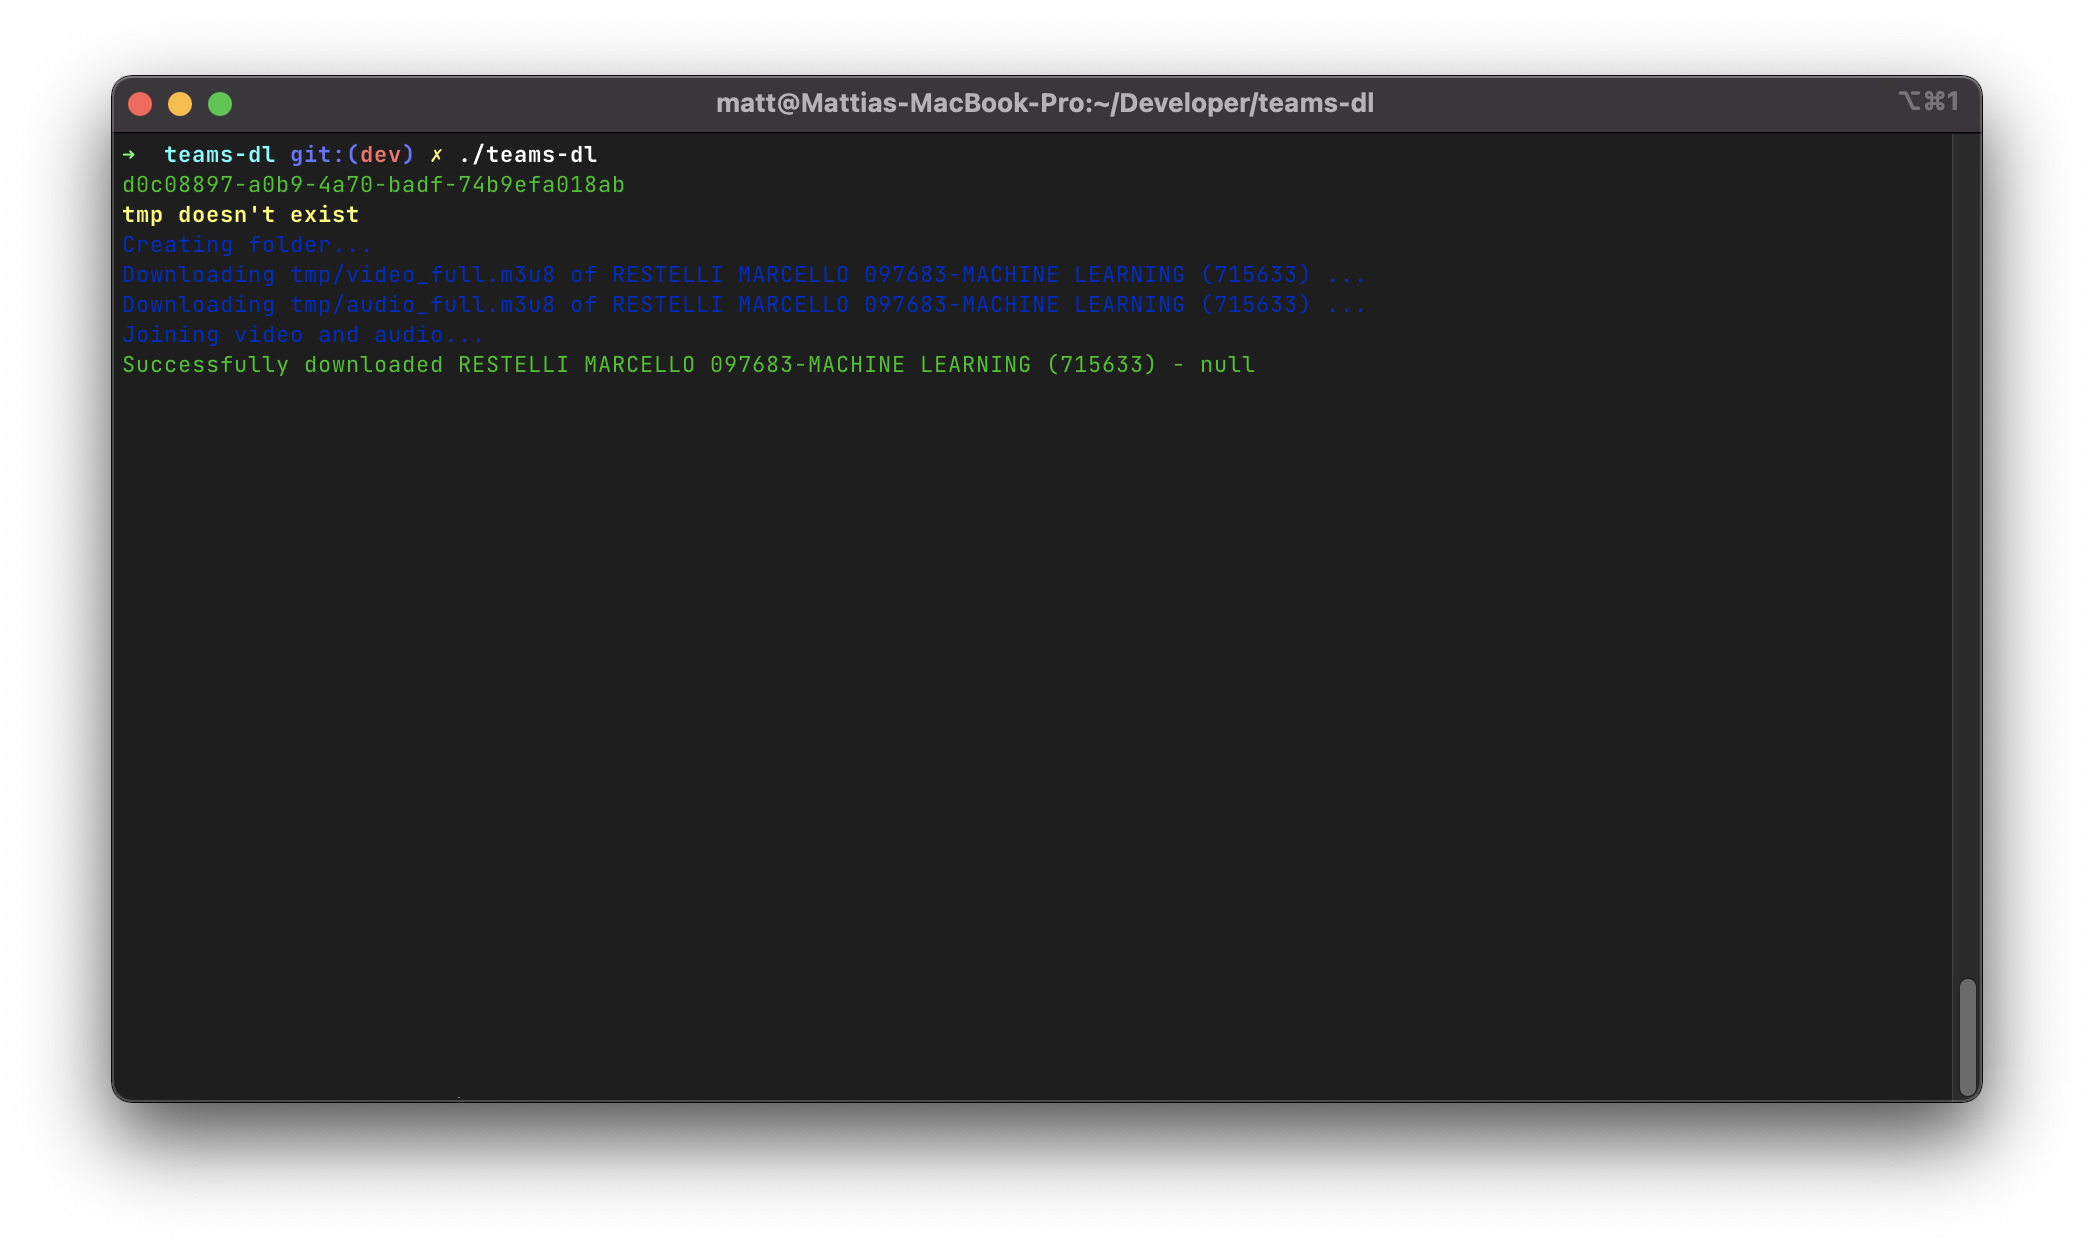 matt@Mattias-MacBook-Pro:~/Developer/teams-dl ⌥⌘1
➜  teams-dl git:(dev) ✗ ./teams-dl
d0c08897-a0b9-4a70-badf-74b9efa018ab
tmp doesn't exist
Creating folder...
Downloading tmp/video_full.m3u8 of RESTELLI MARCELLO 097683-MACHINE LEARNING (715633) ...
Downloading tmp/audio_full.m3u8 of RESTELLI MARCELLO 097683-MACHINE LEARNING (715633) ...
Joining video and audio...
Successfully downloaded RESTELLI MARCELLO 097683-MACHINE LEARNING (715633) - null